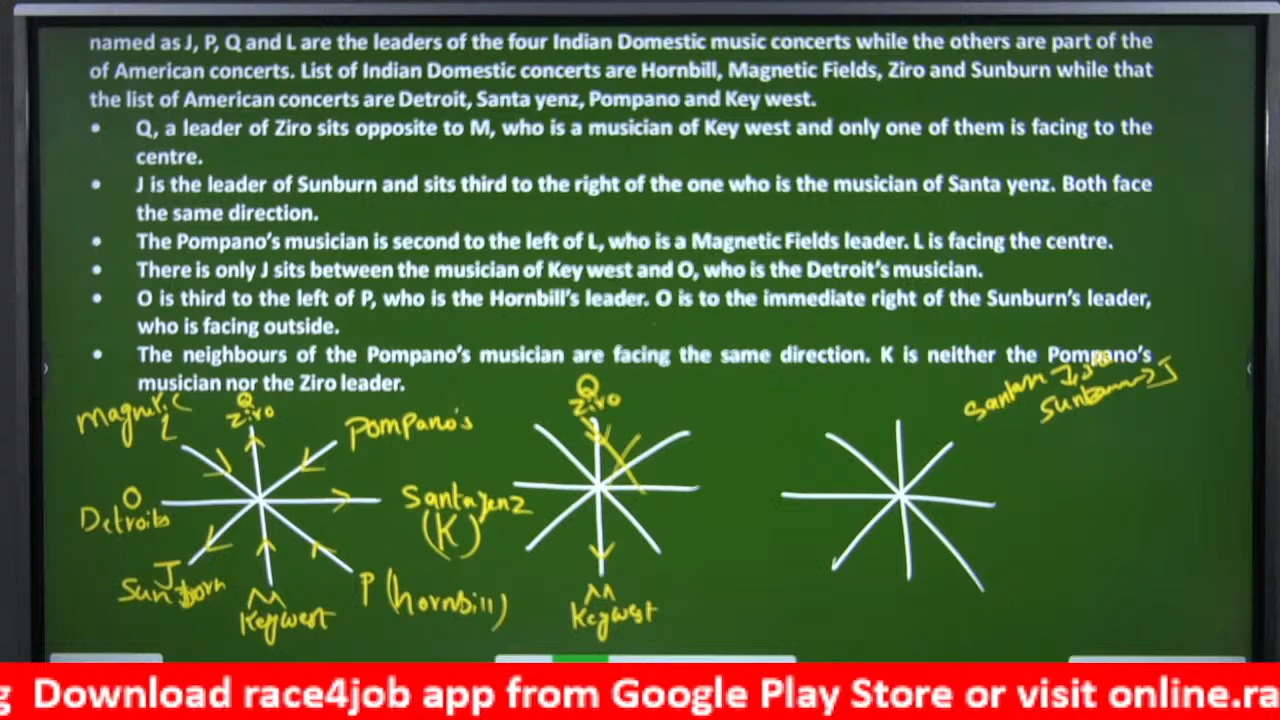 named as J, P, Q and L are the leaders of the four Indian Domestic music concerts while the others are part of the
of American concerts. List of Indian Domestic concerts are Hornbill, Magnetic Fields, Ziro and Sunburn while that
the list of American concerts are Detroit, Santa yenz, Pompano and Key west.
• Q, a leader of Ziro sits opposite to M, who is a musician of Key west and only one of them is facing to the
centre.
• J is the leader of Sunburn and sits third to the right of the one who is the musician of Santa yenz. Both face
the same direction.
• The Pompano's musician is second to the left of L, who is a Magnetic Fields leader. L is facing the centre.
• There is only J sits between the musician of Key west and O, who is the Detroit's musician.
• O is third to the left of P, who is the Hornbill's leader. O is to the immediate right of the Sunburn's leader,
who is facing outside.
• The neighbours of the Pompano's musician are facing the same direction. K is neither the Pompano's
musician nor the Ziro leader.
Magnetic
L
Q
Ziro
Pompano's
O
Detroits
Santayenz
(K)
J
M
Keywest
P (hornbill)
Q
Ziro
M
Keywest
g Download race4job app from Google Play Store or visit online.ra